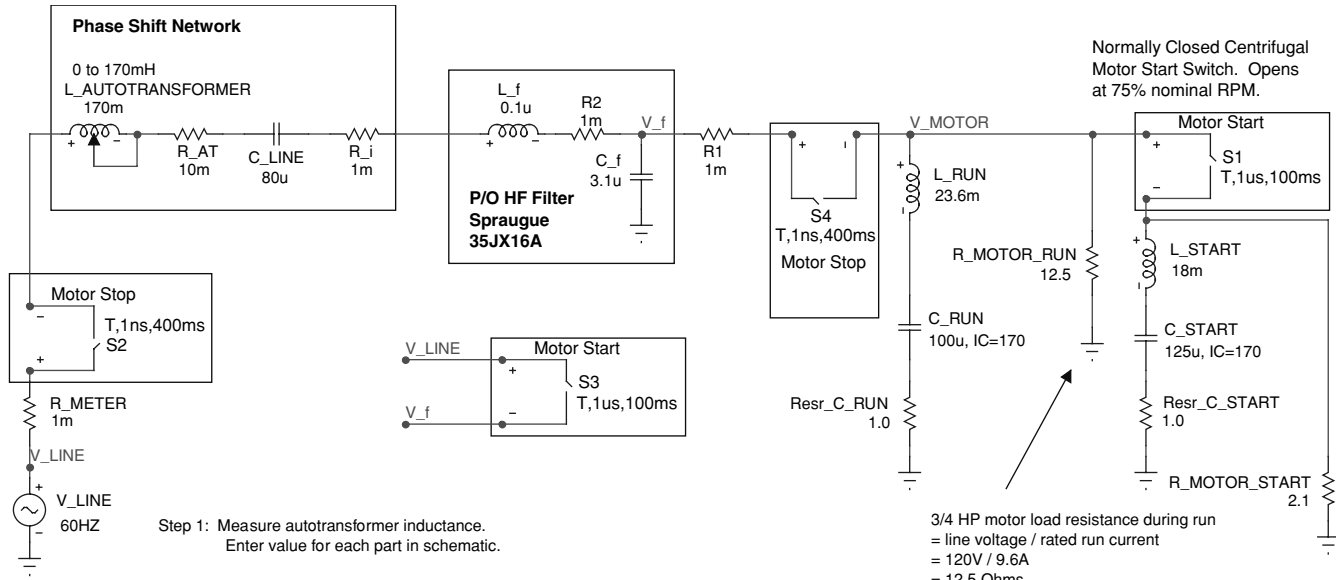 Phase Shift Network
0 to 170mH
L_AUTOTRANSFORMER
170m
+
-
R_AT
10m
C_LINE
80u
R_i
1m
L_f
0.1u
+
-
R2
1m
V_f
C_f
3.1u
P/O HF Filter
Spraugue
35JX16A
R1
1m
+
-
S4
T,1ns,400ms
Motor Stop
V_MOTOR
+
L_RUN
23.6m
-
C_RUN
100u, IC=170
Resr_C_RUN
1.0
R_MOTOR_RUN
12.5
Normally Closed Centrifugal
Motor Start Switch. Opens
at 75% nominal RPM.
Motor Start
+
S1
T,1us,100ms
-
+
L_START
18m
-
C_START
125u, IC=170
Resr_C_START
1.0
R_MOTOR_START
2.1
Motor Stop
-
T,1ns,400ms
S2
+
R_METER
1m
V_LINE
+
V_LINE
60HZ
-
V_LINE
Motor Start
+
S3
T,1us,100ms
V_f
-
Step 1: Measure autotransformer inductance.
Enter value for each part in schematic.
3/4 HP motor load resistance during run
= line voltage / rated run current
= 120V / 9.6A
= 12.5 Ohms